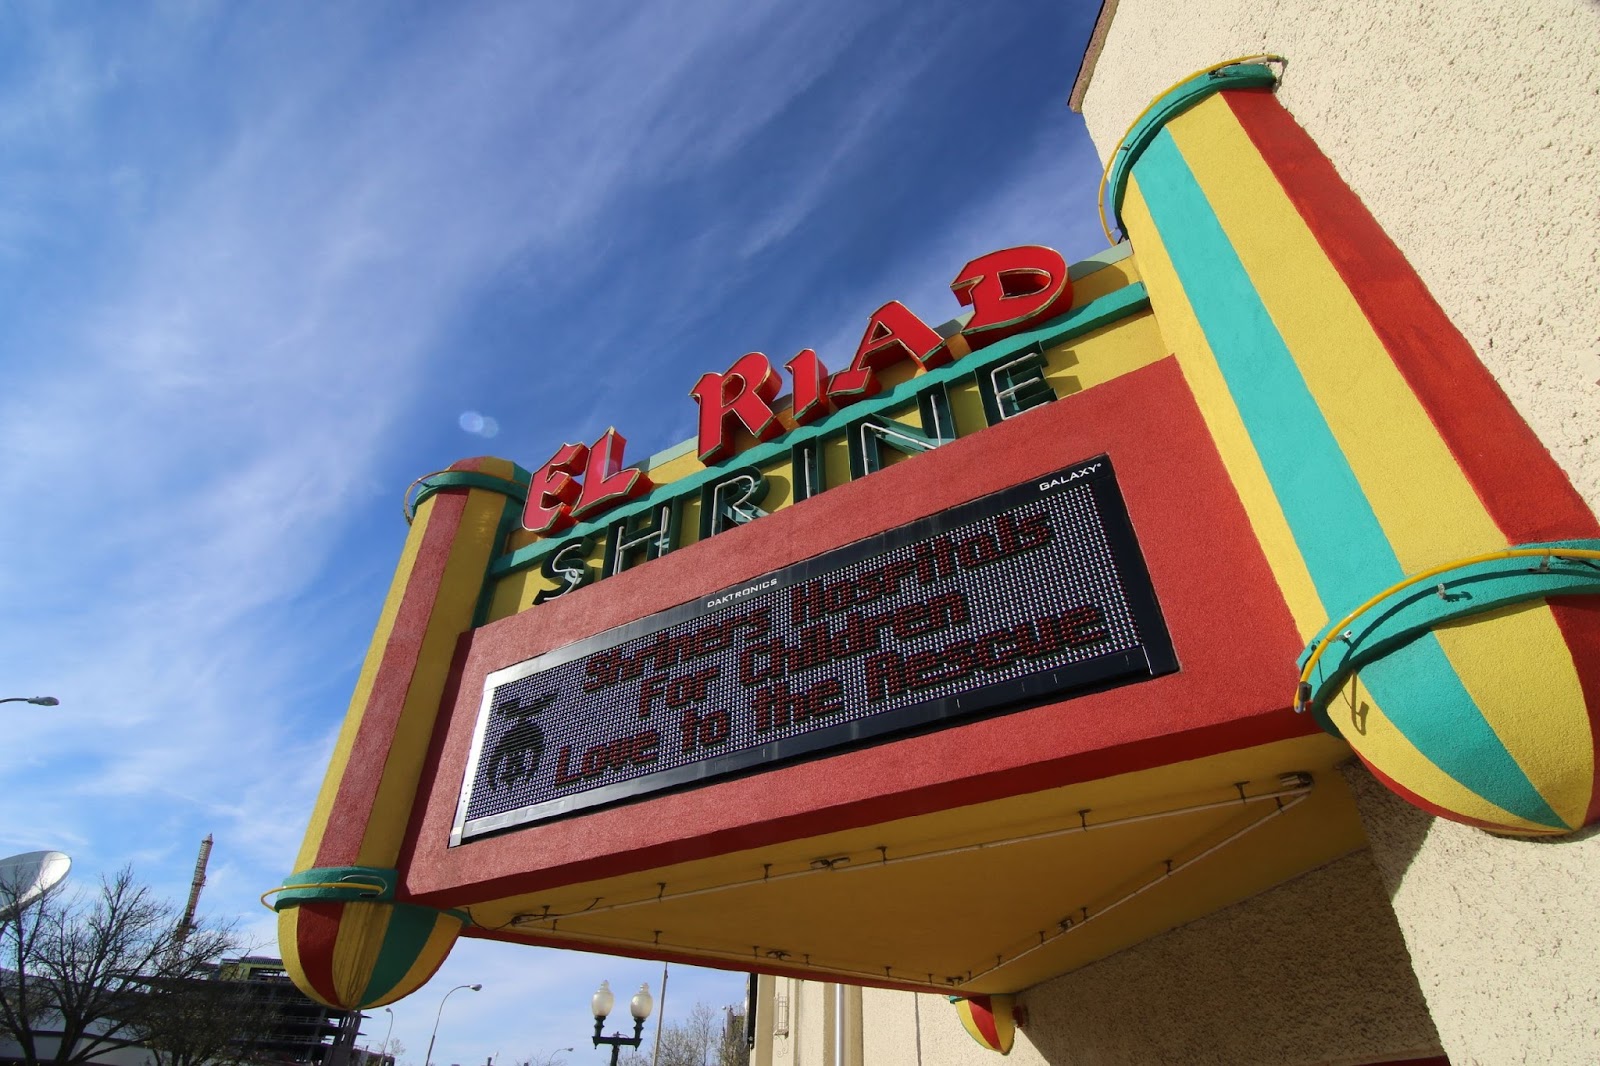 EL RIAD
SHRINE
GALAXY®
DAKTRONICS
Shriners Hospitals
For Children
Love to the Rescue